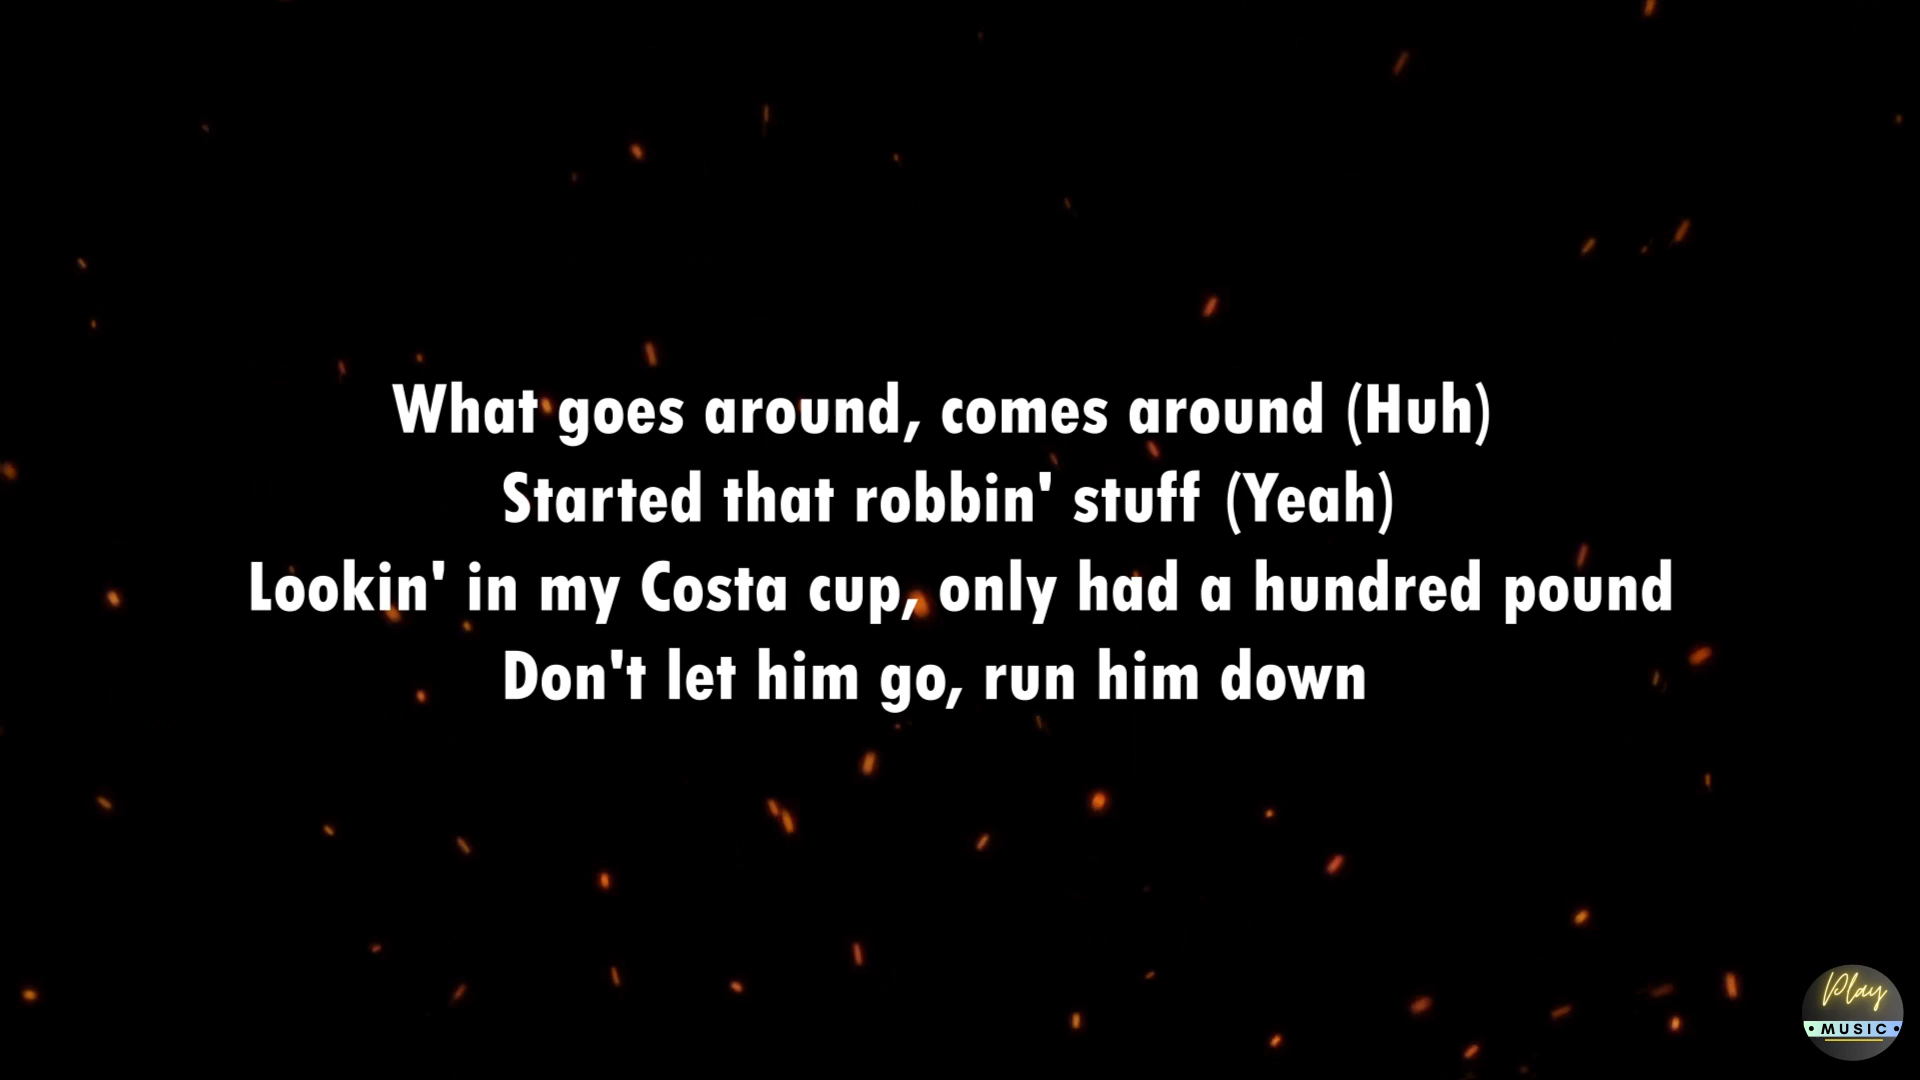 What goes around, comes around (Huh)
Started that robbin' stuff (Yeah)
Lookin' in my Costa cup, only had a hundred pound
Don't let him go, run him down
Play
• MUSIC •